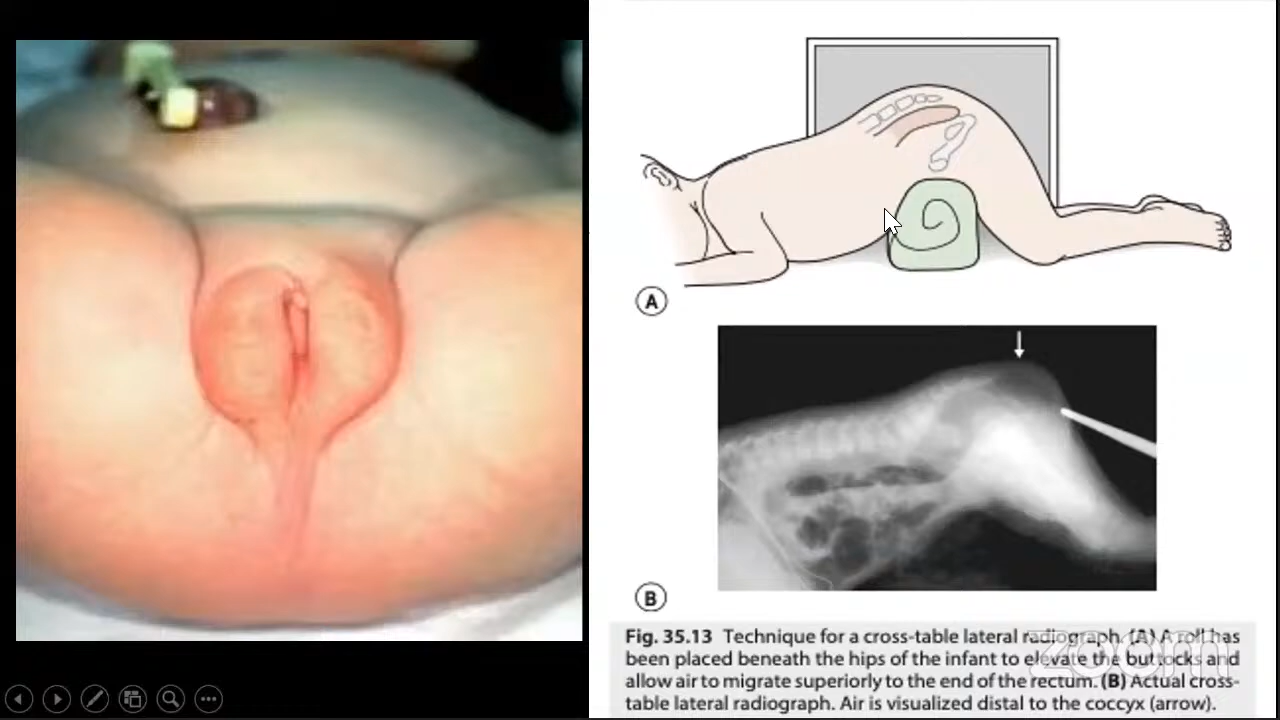 A
B
Fig. 35.13 Technique for a cross-table lateral radiograph. (A) A roll has
been placed beneath the hips of the infant to elevate the buttocks and
allow air to migrate superiorly to the end of the rectum. (B) Actual cross-
table lateral radiograph. Air is visualized distal to the coccyx (arrow).
zoom